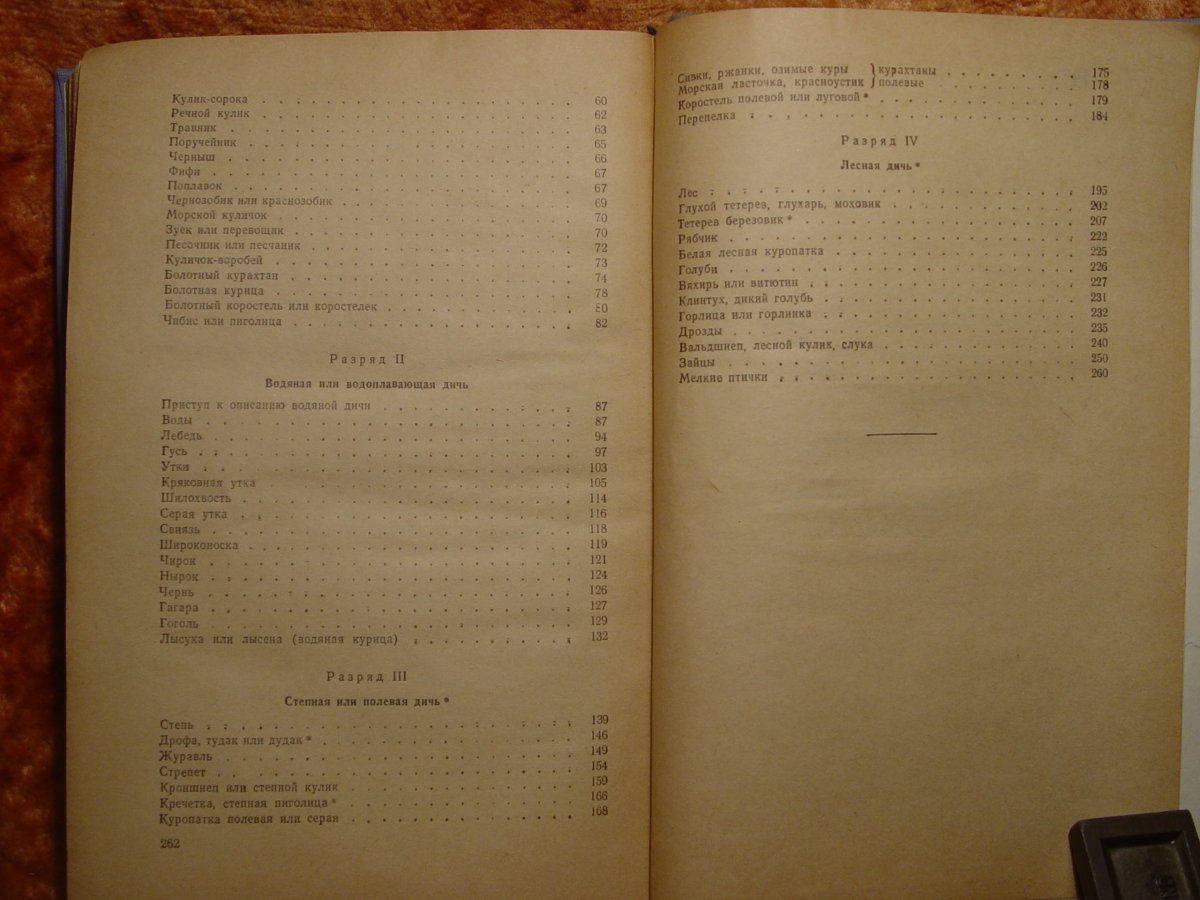 Кулик-сорока . . . 60
Речной кулик . . . 62
Травник . . . 63
Поручейник . . . 65
Черныш . . . 66
Фифи . . . 67
Поплавок . . . 67
Чернозобик или краснозобик . . . 69
Морской куличок . . . 70
Зуек или перевощик . . . 70
Песочник или песчаник . . . 72
Куличок-воробей . . . 73
Болотный курахтан . . . 74
Болотная курица . . . 78
Болотный коростель или коростелек . . . 80
Чибис или пиголица . . . 82
Разряд II
Водяная или водоплавающая дичь
Приступ к описанию водяной дичи . . . 87
Воды . . . 87
Лебедь . . . 94
Гусь . . . 97
Утки . . . 103
Кряковная утка . . . 105
Шилохвость . . . 114
Серая утка . . . 116
Свиязь . . . 118
Широконоска . . . 119
Чирок . . . 121
Нырок . . . 124
Чернь . . . 126
Гагара . . . 127
Гоголь . . . 129
Лысуха или лысена (водяная курица) . . . 132
Разряд III
Степная или полевая дичь*
Степь . . . 139
Дрофа, тудак или дудак* . . . 146
Журавль . . . 149
Стрепет . . . 154
Кроншнеп или степной кулик . . . 159
Кречетка, степная пиголица* . . . 166
Куропатка полевая или серая . . . 168
262
Сивки, ржанки, озимые куры } курахтаны . . . 175
Морская ласточка, красноустик } полевые . . . 178
Коростель полевой или луговой* . . . 179
Перепелка . . . 184
Разряд IV
Лесная дичь*
Лес . . . 195
Глухой тетерев, глухарь, моховик . . . 202
Тетерев березовик* . . . 207
Рябчик . . . 222
Белая лесная куропатка . . . 225
Голуби . . . 226
Вяхирь или витютин . . . 227
Клинтух, дикий голубь . . . 231
Горлица или горлинка . . . 232
Дрозды . . . 235
Вальдшнеп, лесной кулик, слука . . . 240
Зайцы . . . 250
Мелкие птички . . . 260